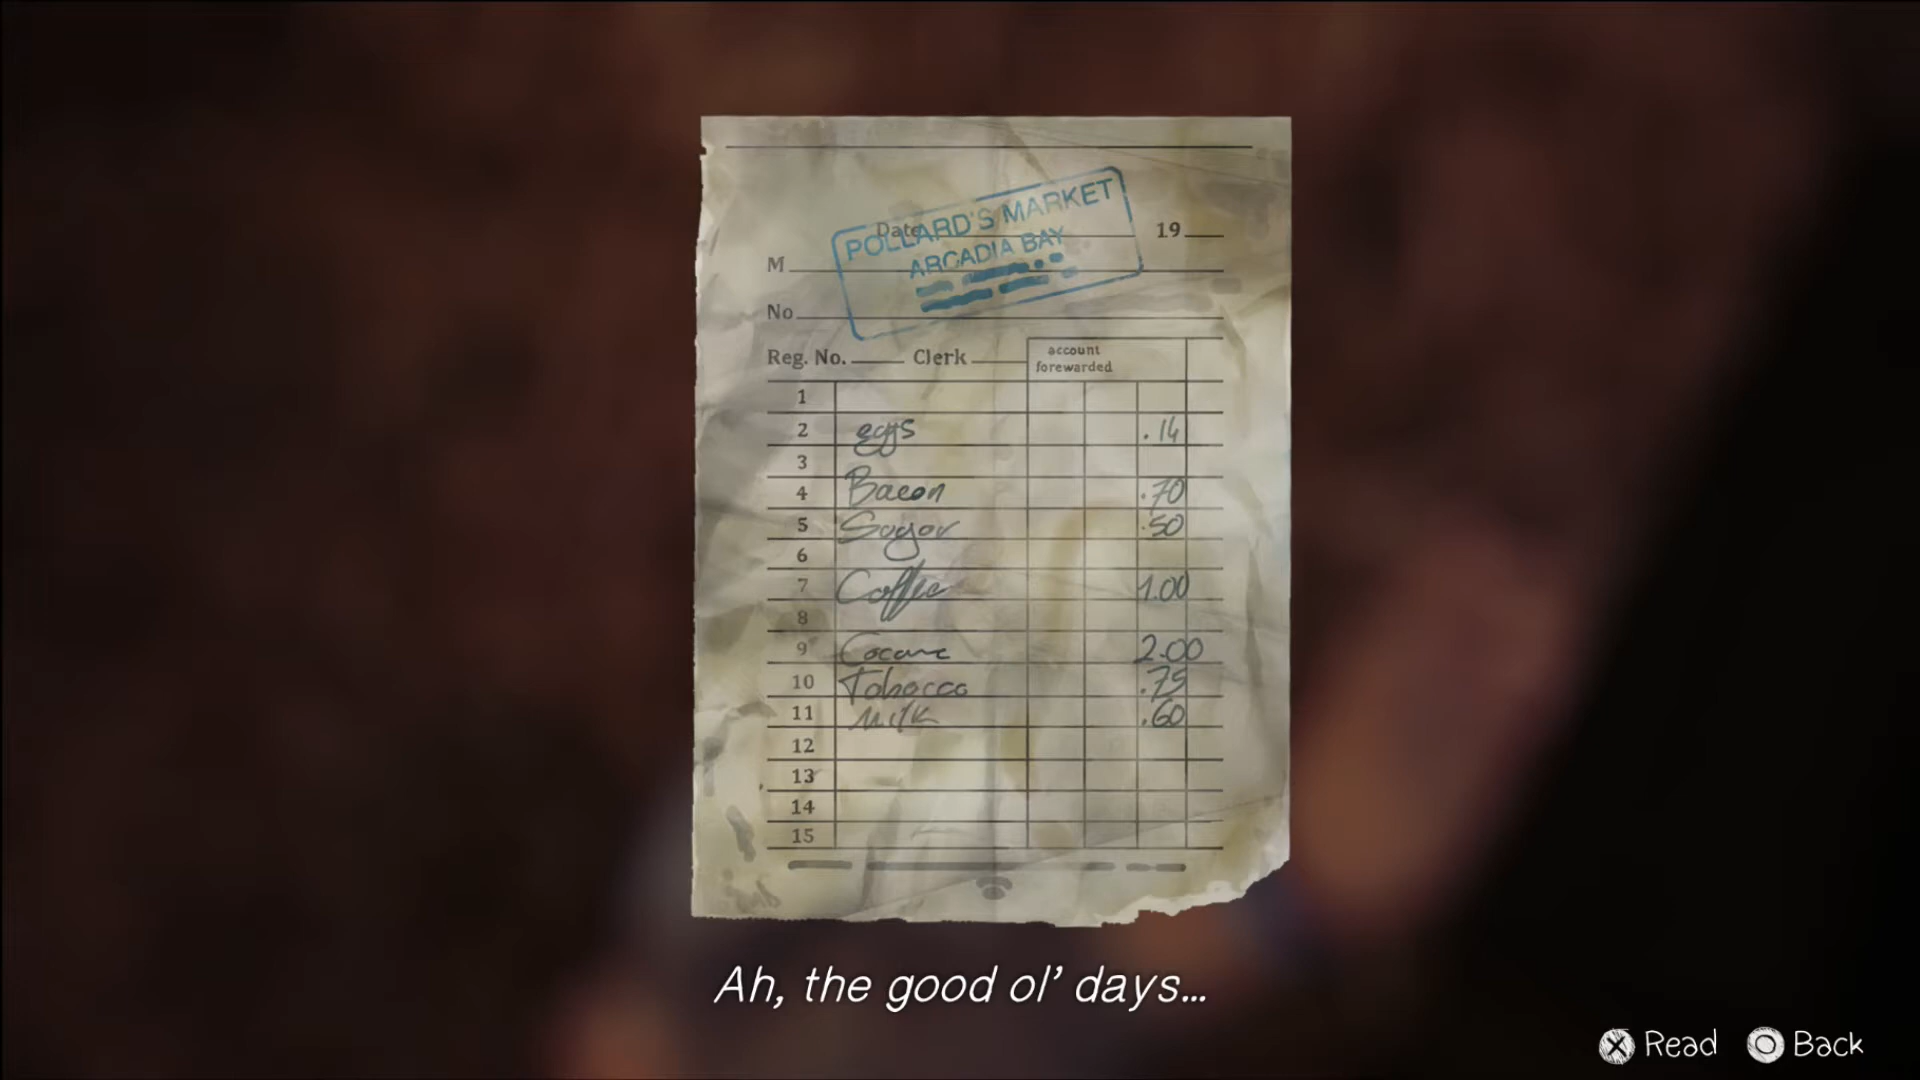 POLLARD'S MARKET
ARCADIA BAY
Date 19
M
No
Reg. No. Clerk account forewarded
1
2 eggs .14
3
4 Bacon .70
5 Sugar .50
6
7 Coffee 1.00
8
9 Cocane 2.00
10 Tobacco .75
11 Milk .60
12
13
14
15
Ah, the good ol' days...
Read Back